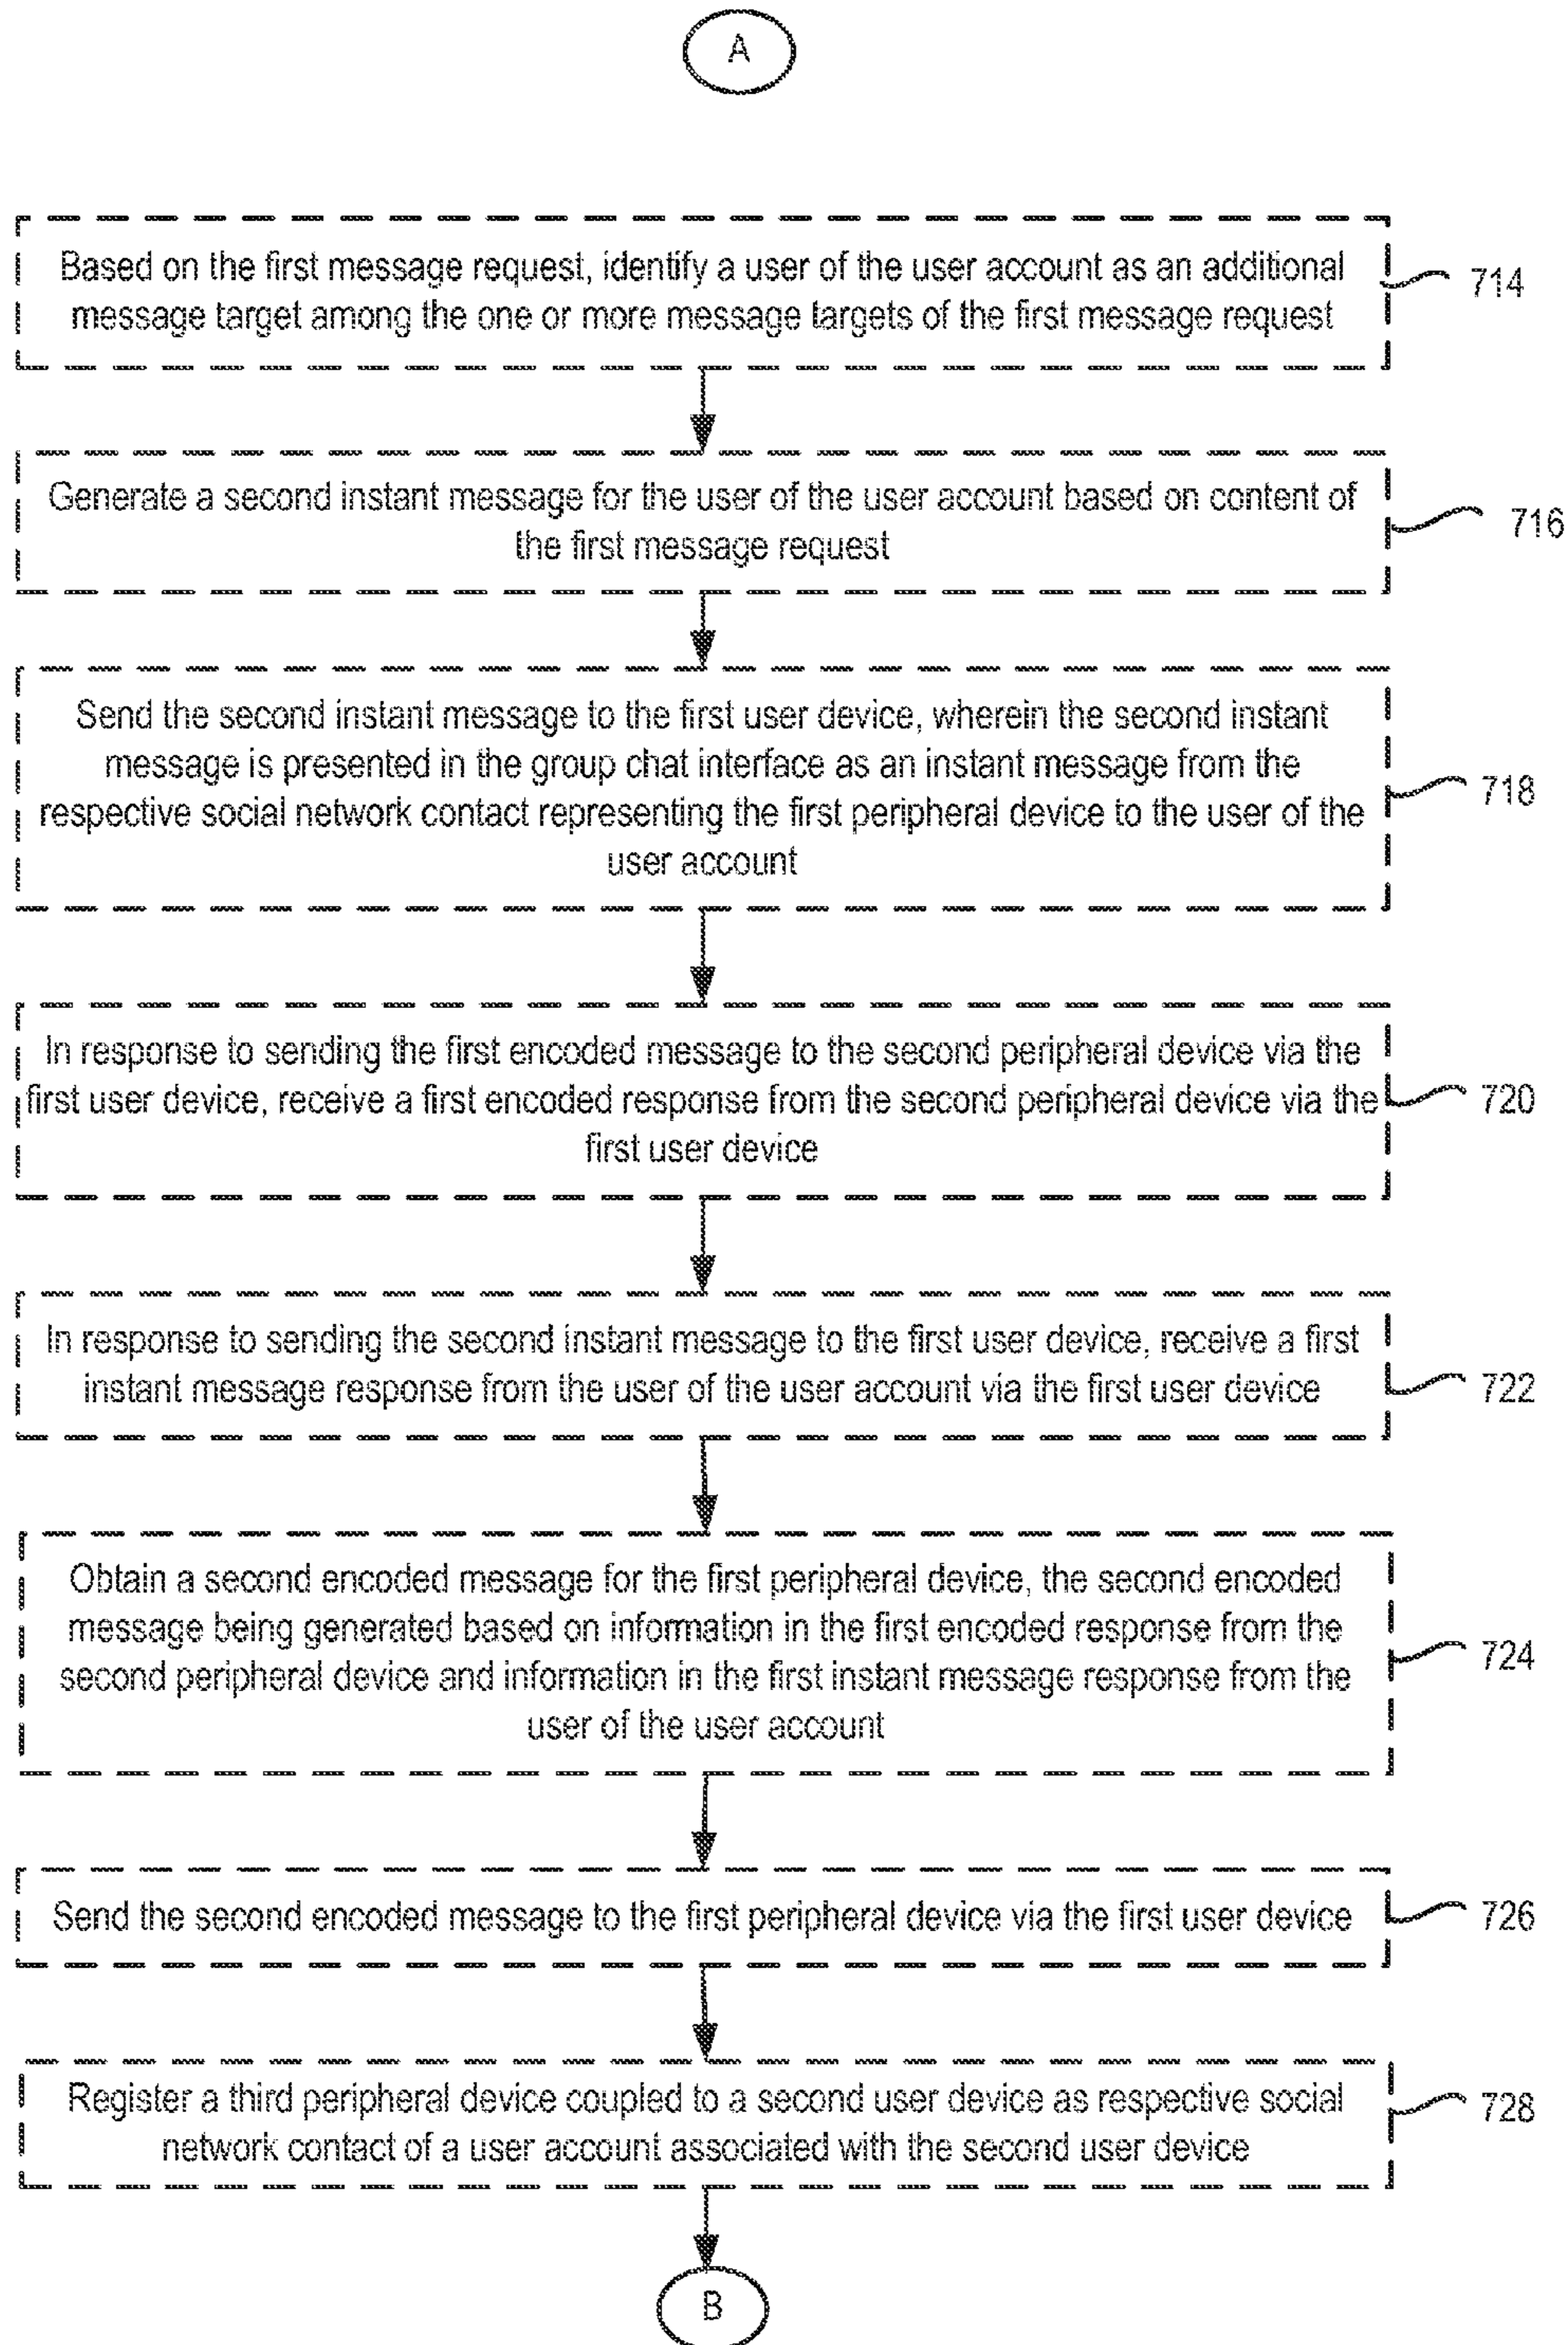 A
Based on the first message request, identify a user of the user account as an additional
message target among the one or more message targets of the first message request
714
Generate a second instant message for the user of the user account based on content of
the first message request
716
Send the second instant message to the first user device, wherein the second instant
message is presented in the group chat interface as an instant message from the
respective social network contact representing the first peripheral device to the user of the
user account
718
In response to sending the first encoded message to the second peripheral device via the
first user device, receive a first encoded response from the second peripheral device via the
first user device
720
In response to sending the second instant message to the first user device, receive a first
instant message response from the user of the user account via the first user device
722
Obtain a second encoded message for the first peripheral device, the second encoded
message being generated based on information in the first encoded response from the
second peripheral device and information in the first instant message response from the
user of the user account
724
Send the second encoded message to the first peripheral device via the first user device
726
Register a third peripheral device coupled to a second user device as respective social
network contact of a user account associated with the second user device
728
B